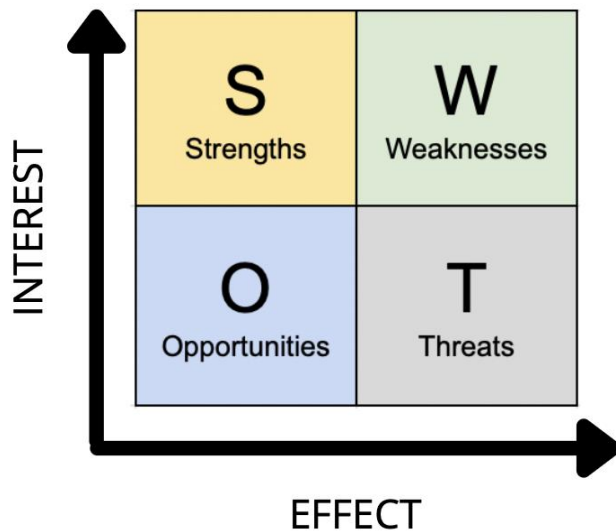 S
Strengths
W
Weaknesses
INTEREST
O
Opportunities
T
Threats
EFFECT